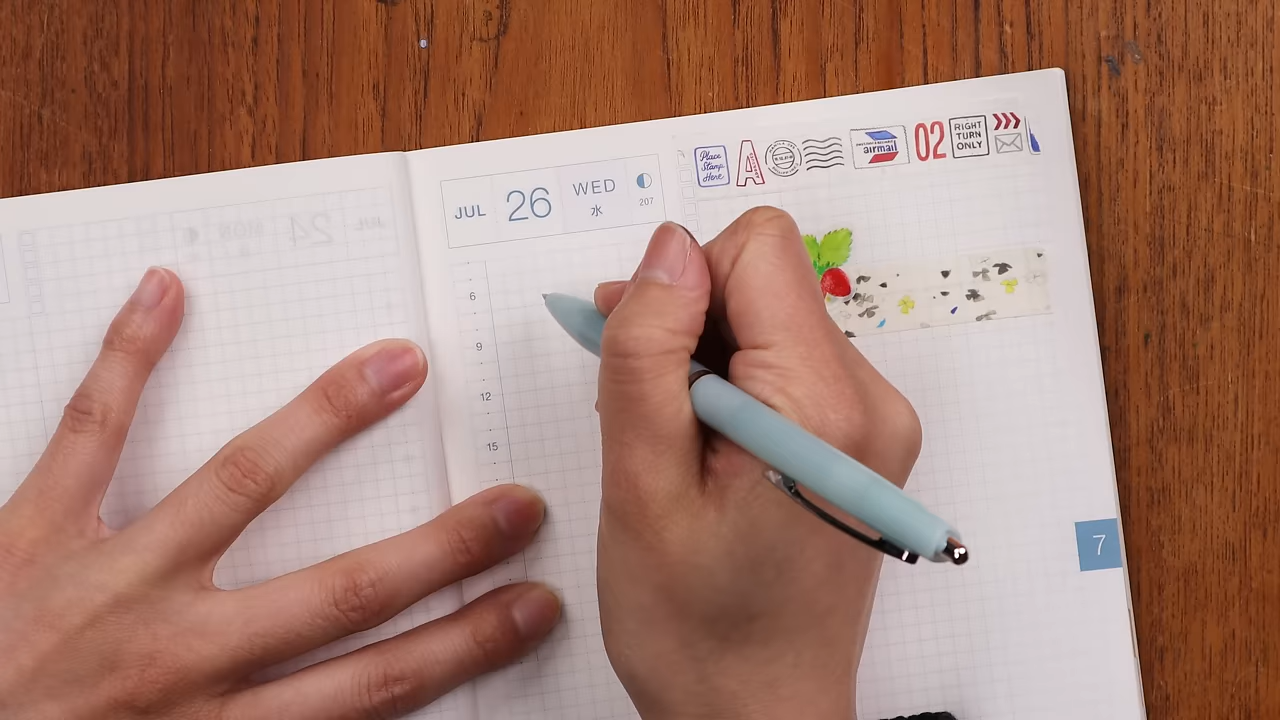 JUL 26 WED 水 207
Place Stamp Here
A
airmail
02
RIGHT TURN ONLY
6
9
12
15
7